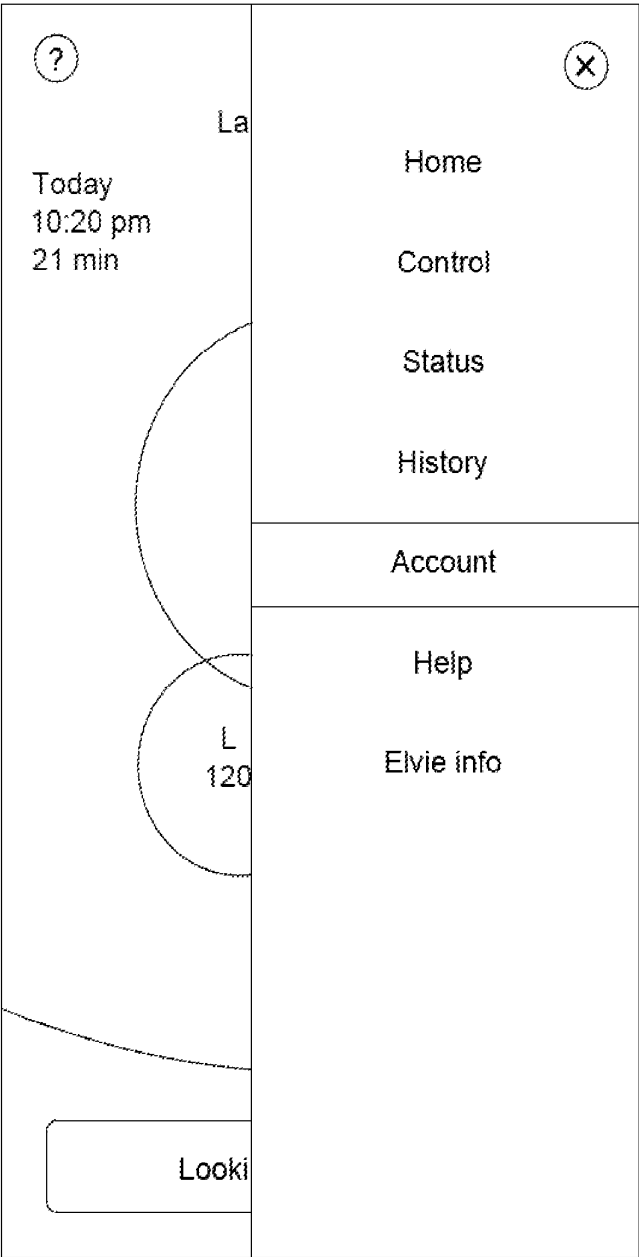 ?
La
Today
10:20 pm
21 min
L
120
Looki
X
Home
Control
Status
History
Account
Help
Elvie info